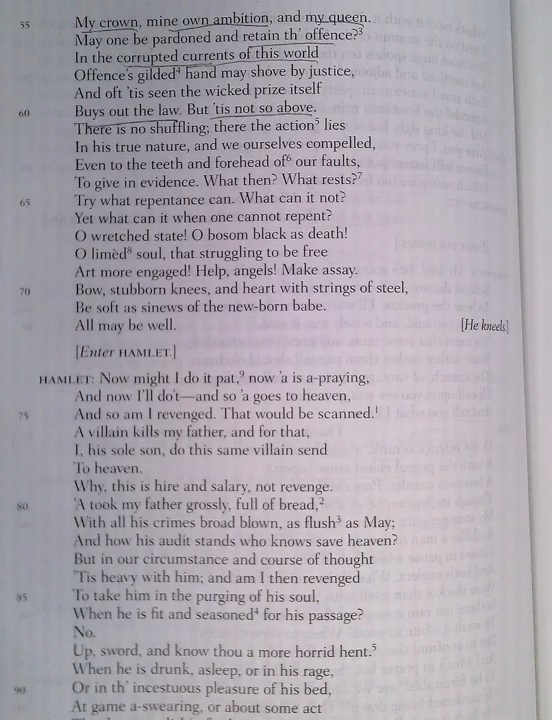 55 My crown, mine own ambition, and my queen.
May one be pardoned and retain th' offence?³
In the corrupted currents of this world
Offence's gilded⁴ hand may shove by justice,
And oft 'tis seen the wicked prize itself
60 Buys out the law. But 'tis not so above.
There is no shuffling; there the action⁵ lies
In his true nature, and we ourselves compelled,
Even to the teeth and forehead of⁶ our faults,
To give in evidence. What then? What rests?⁷
65 Try what repentance can. What can it not?
Yet what can it when one cannot repent?
O wretched state! O bosom black as death!
O limèd⁸ soul, that struggling to be free
Art more engaged! Help, angels! Make assay.
70 Bow, stubborn knees, and heart with strings of steel,
Be soft as sinews of the new-born babe.
All may be well. [He kneels]
[Enter HAMLET.]
HAMLET: Now might I do it pat,⁹ now 'a is a-praying,
And now I'll do't—and so 'a goes to heaven,
75 And so am I revenged. That would be scanned.¹
A villain kills my father, and for that,
I, his sole son, do this same villain send
To heaven.
Why, this is hire and salary, not revenge.
80 'A took my father grossly, full of bread,²
With all his crimes broad blown, as flush³ as May;
And how his audit stands who knows save heaven?
But in our circumstance and course of thought
'Tis heavy with him; and am I then revenged
85 To take him in the purging of his soul,
When he is fit and seasoned⁴ for his passage?
No.
Up, sword, and know thou a more horrid hent.⁵
When he is drunk, asleep, or in his rage,
90 Or in th' incestuous pleasure of his bed,
At game a-swearing, or about some act